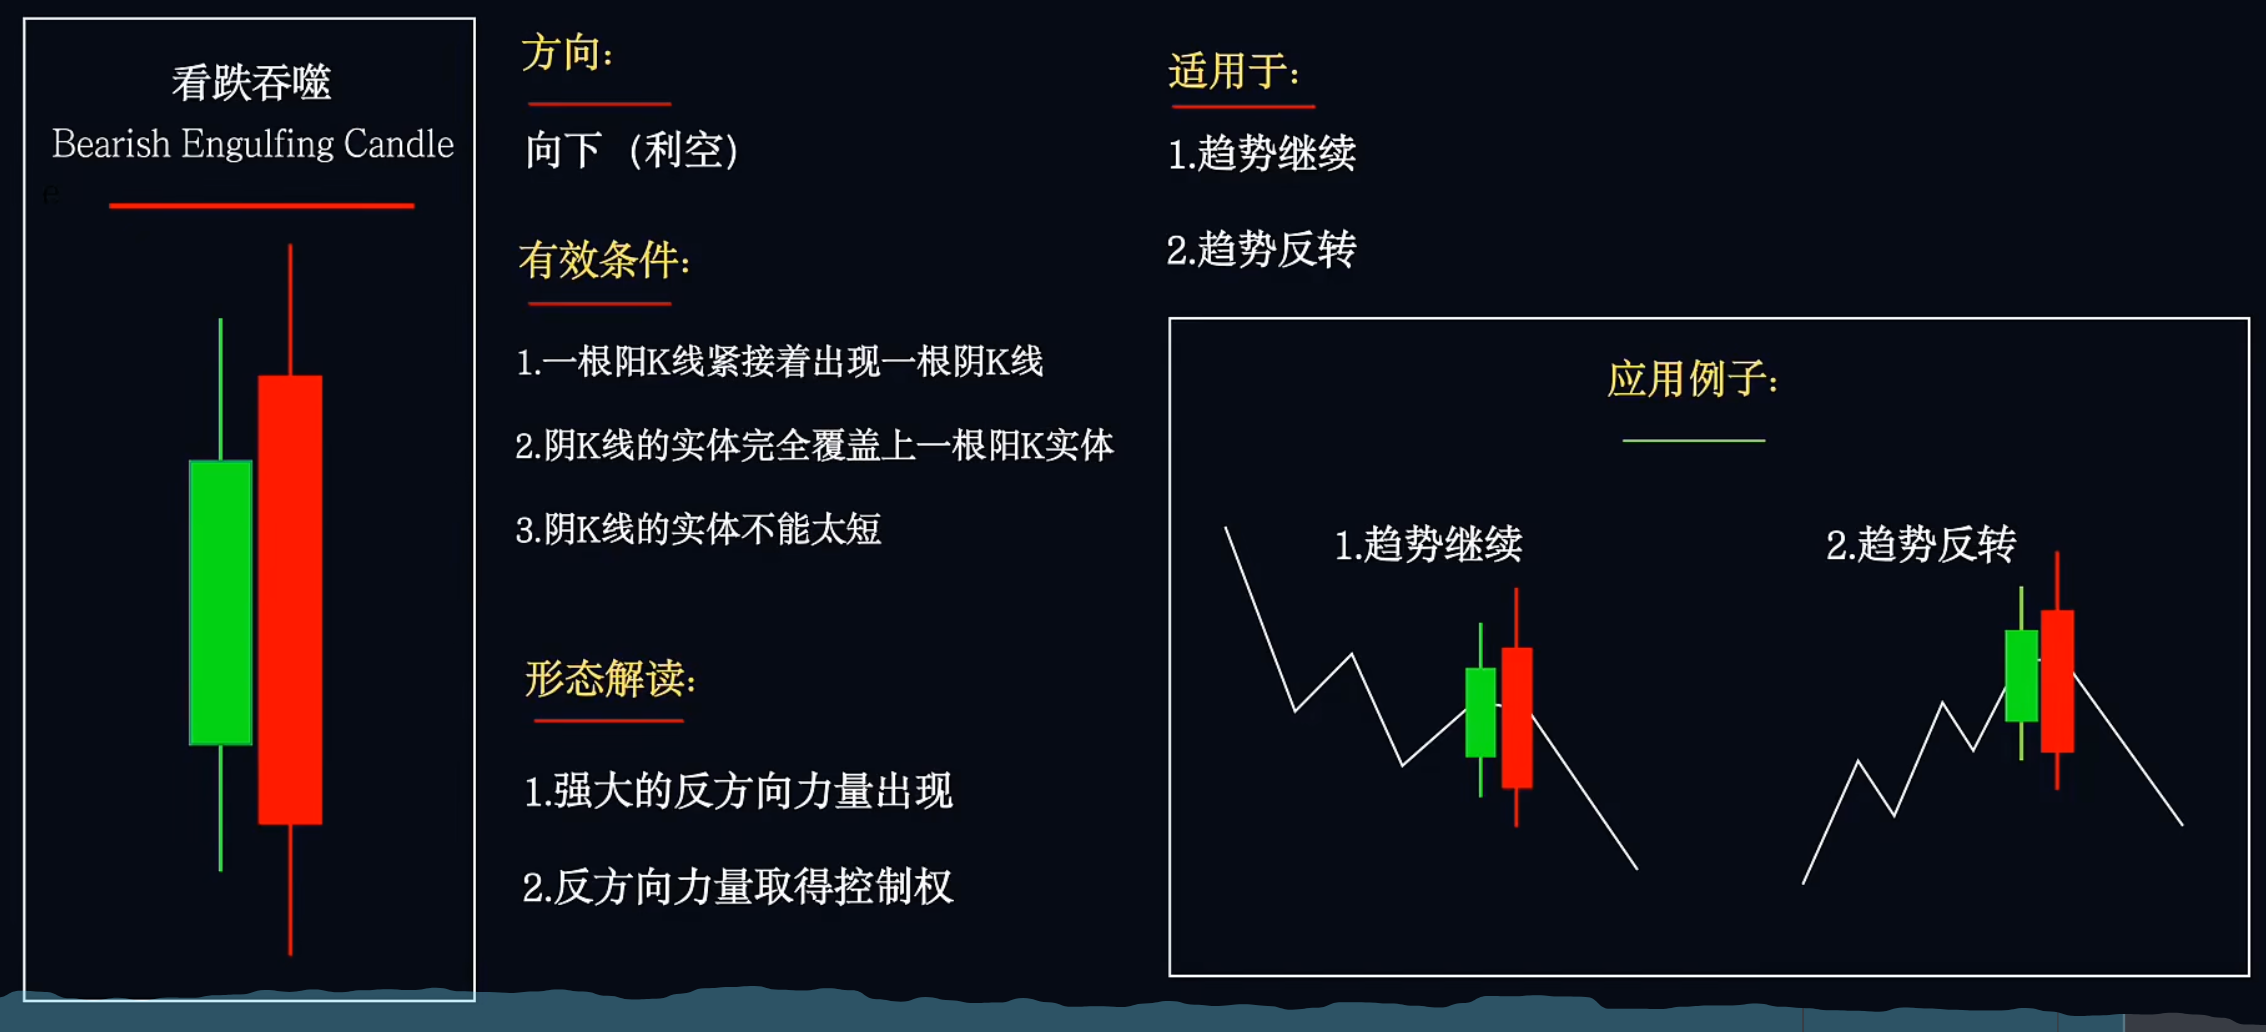 看跌吞噬
Bearish Engulfing Candle
方向:
向下（利空）
有效条件:
1.一根阳K线紧接着出现一根阴K线
2.阴K线的实体完全覆盖上一根阳K实体
3.阴K线的实体不能太短
形态解读:
1.强大的反方向力量出现
2.反方向力量取得控制权
适用于:
1.趋势继续
2.趋势反转
应用例子:
1.趋势继续
2.趋势反转